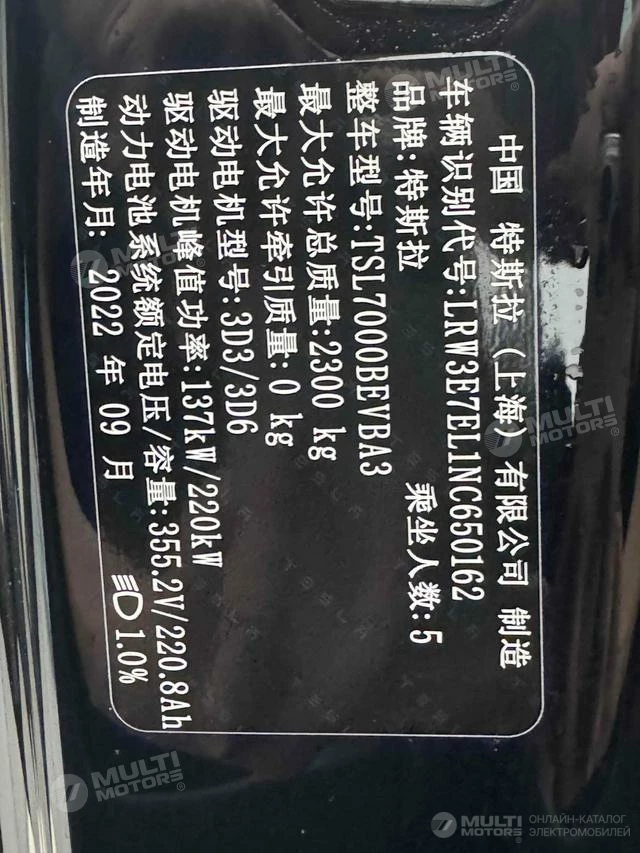 中国 特斯拉（上海）有限公司 制造
车辆识别代号:LRW3E7EL1NC650162
品牌:特斯拉 乘坐人数:5
整车型号:TSL7000BEVBA3
最大允许总质量:2300 kg
最大允许牵引质量:0 kg
驱动电机型号:3D3/3D6
驱动电机峰值功率:137kW/220kW
动力电池系统额定电压/容量:355.2V/220.8Ah
制造年月: 2022 年 09 月 1.0%
TESLA
MULTI
MOTORS
MULTI
MOTORS
MULTI
MOTORS
MULTI
MOTORS
MULTI
MOTORS
ОНЛАЙН-КАТАЛОГ
ЭЛЕКТРОМОБИЛЕЙ